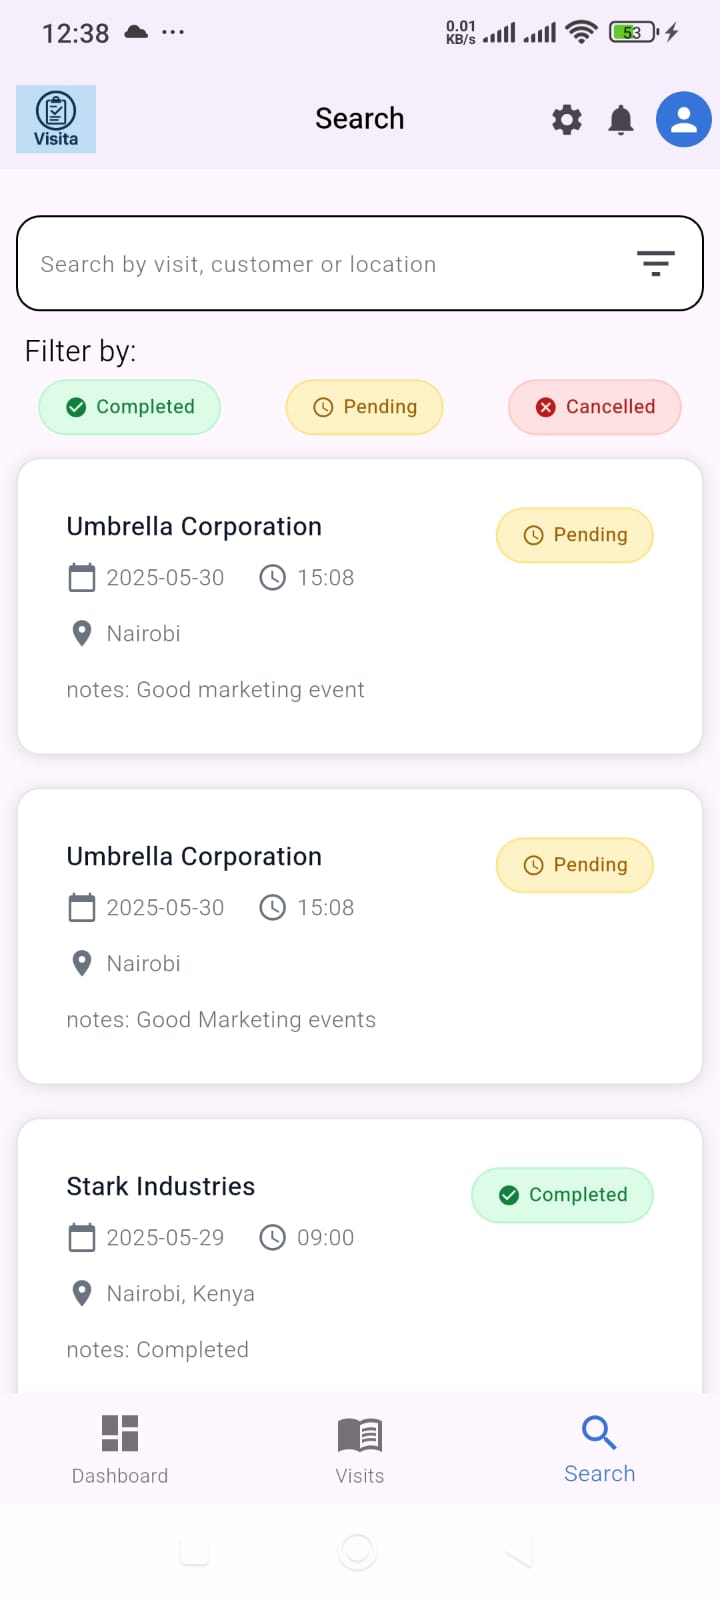 12:38
0.01
KB/s
53
Visita
Search
Search by visit, customer or location
Filter by:
Completed Pending Cancelled
Umbrella Corporation
Pending
2025-05-30 15:08
Nairobi
notes: Good marketing event
Umbrella Corporation
Pending
2025-05-30 15:08
Nairobi
notes: Good Marketing events
Stark Industries
Completed
2025-05-29 09:00
Nairobi, Kenya
notes: Completed
Dashboard Visits Search